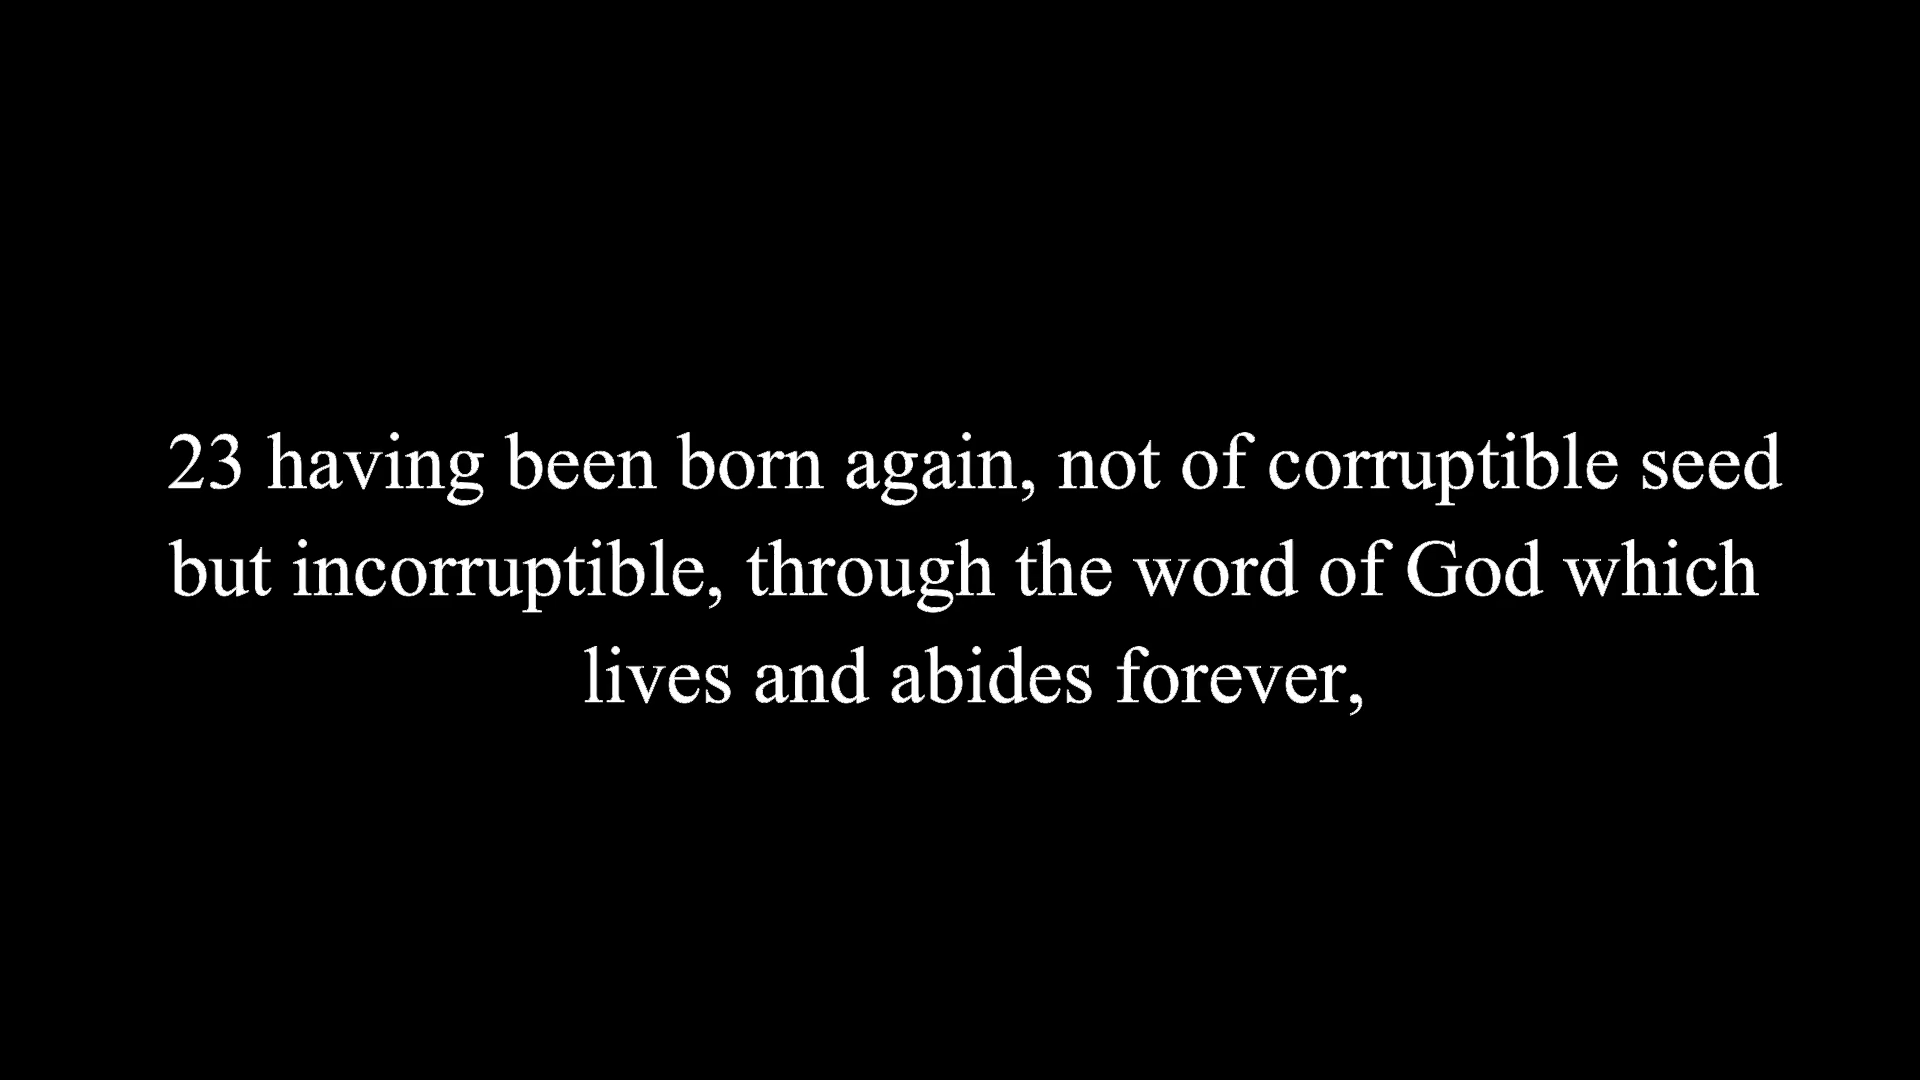 23 having been born again, not of corruptible seed
but incorruptible, through the word of God which
lives and abides forever,